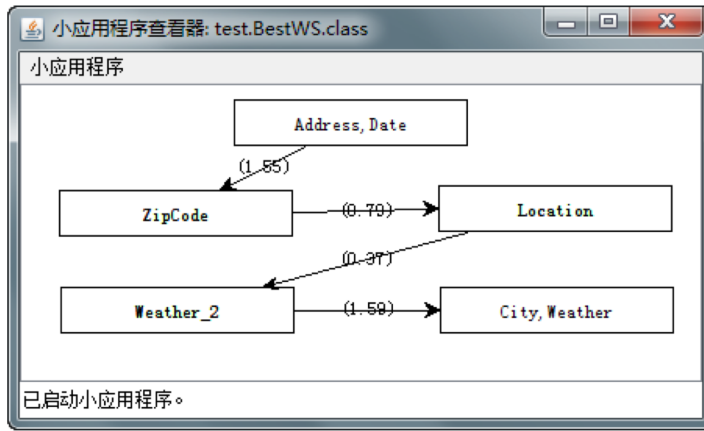 小应用程序查看器: test.BestWS.class
小应用程序
Address,Date
(1.55)
ZipCode
(0.79)
Location
(0.37)
Weather_2
(1.59)
City,Weather
已启动小应用程序。